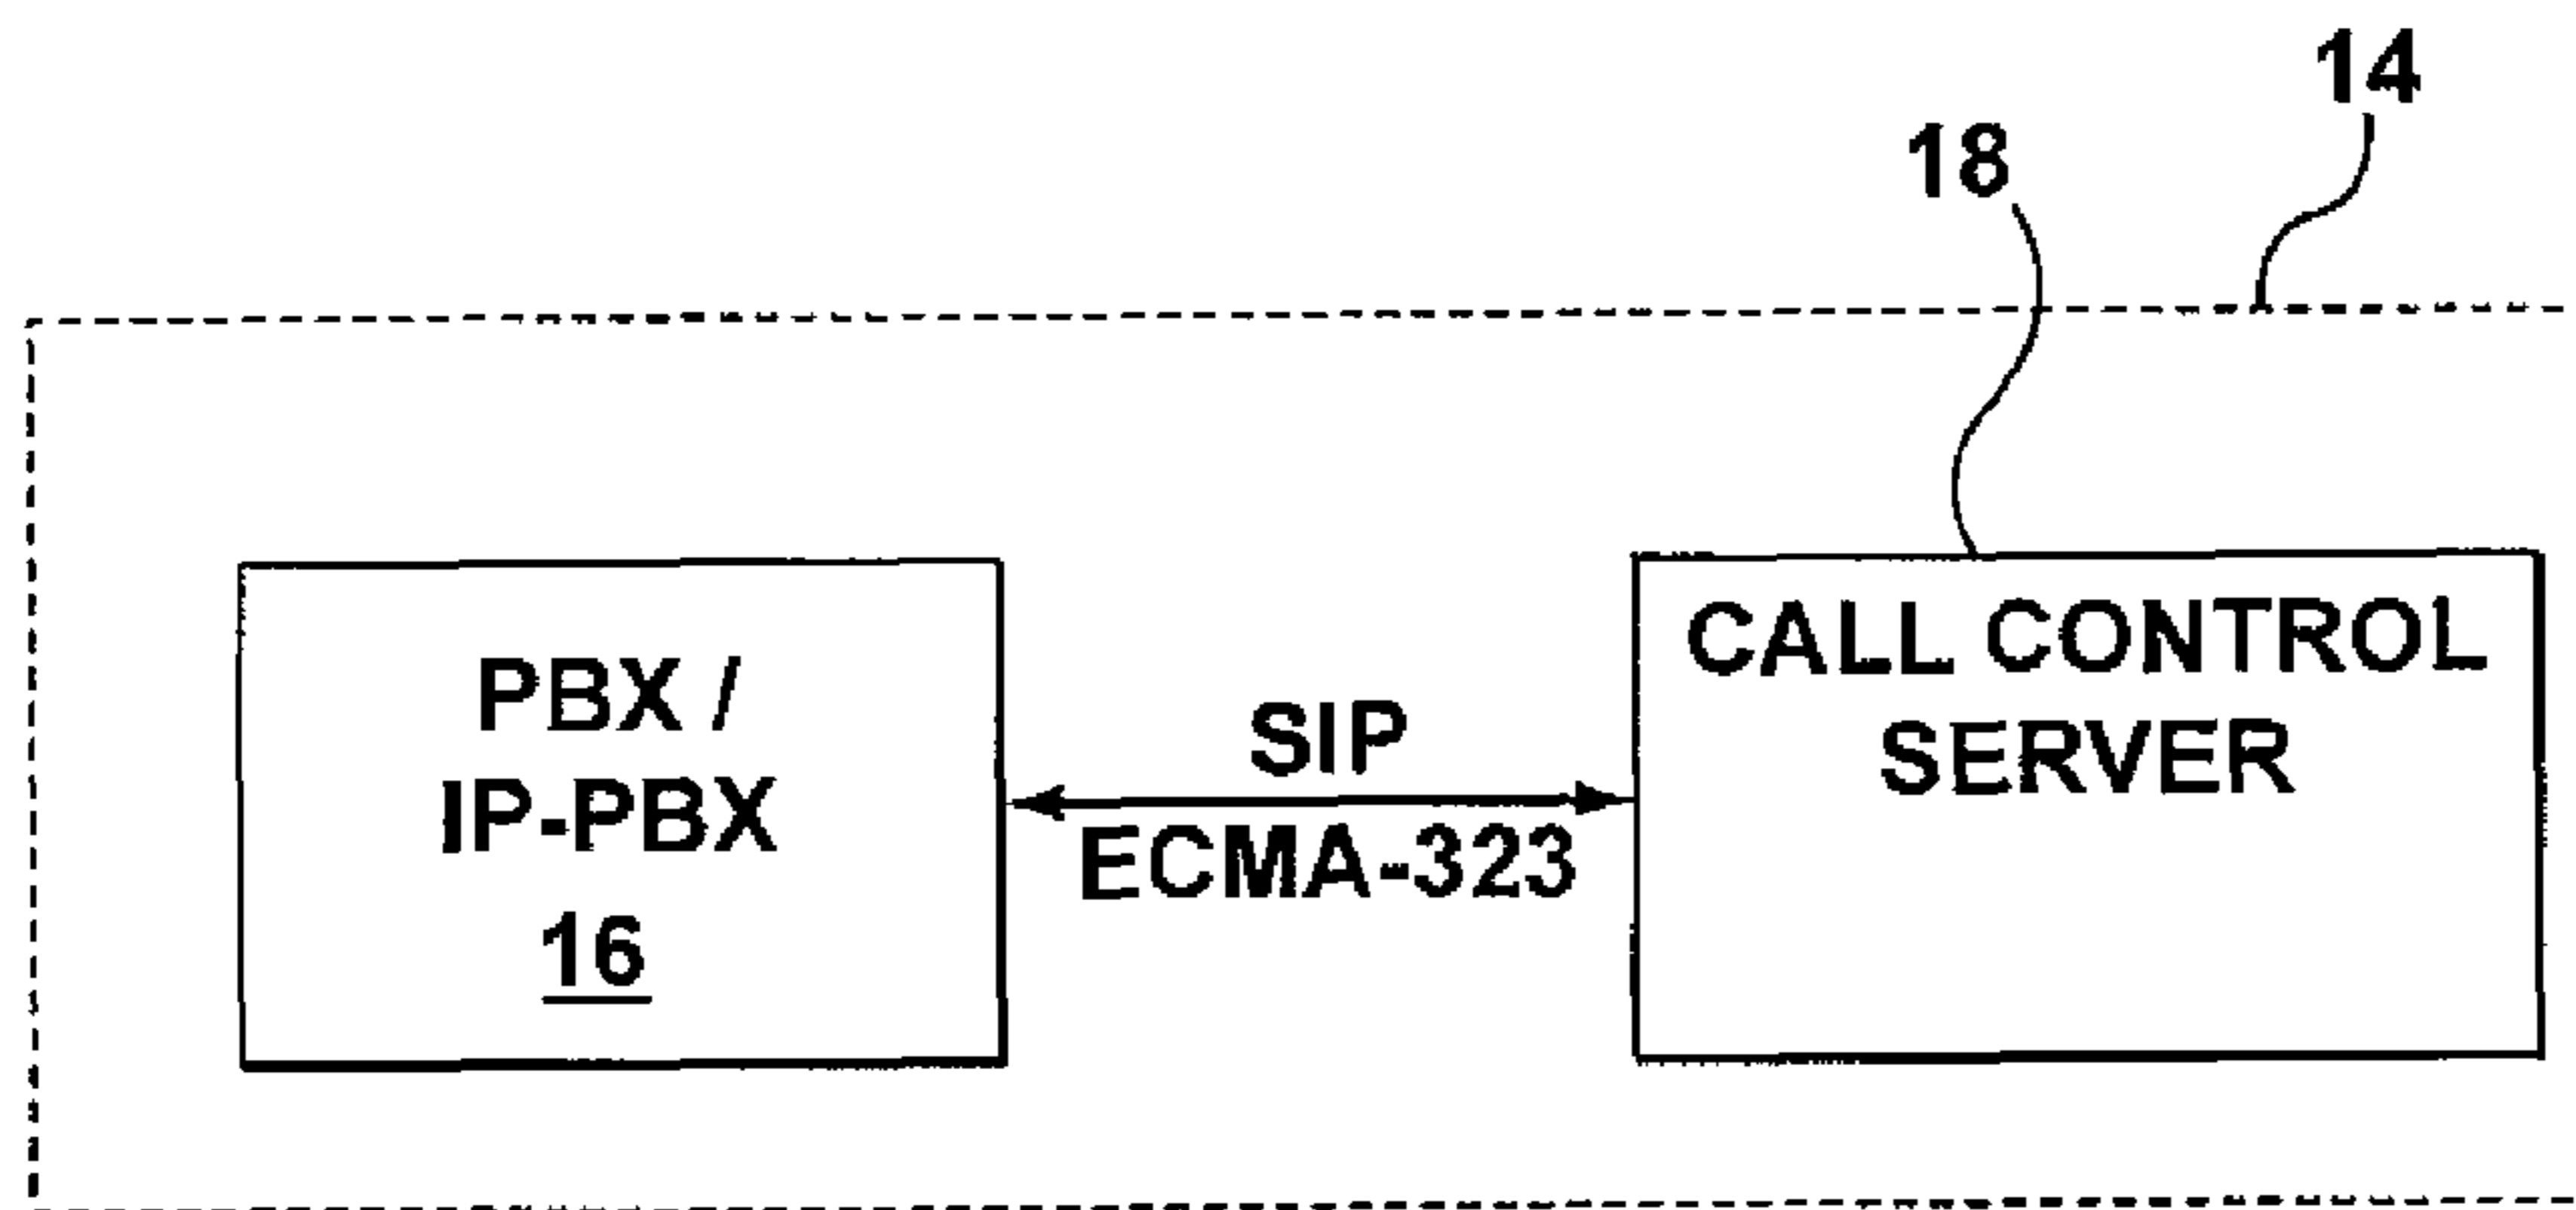 14
18
PBX /
IP-PBX
16
SIP
ECMA-323
CALL CONTROL
SERVER